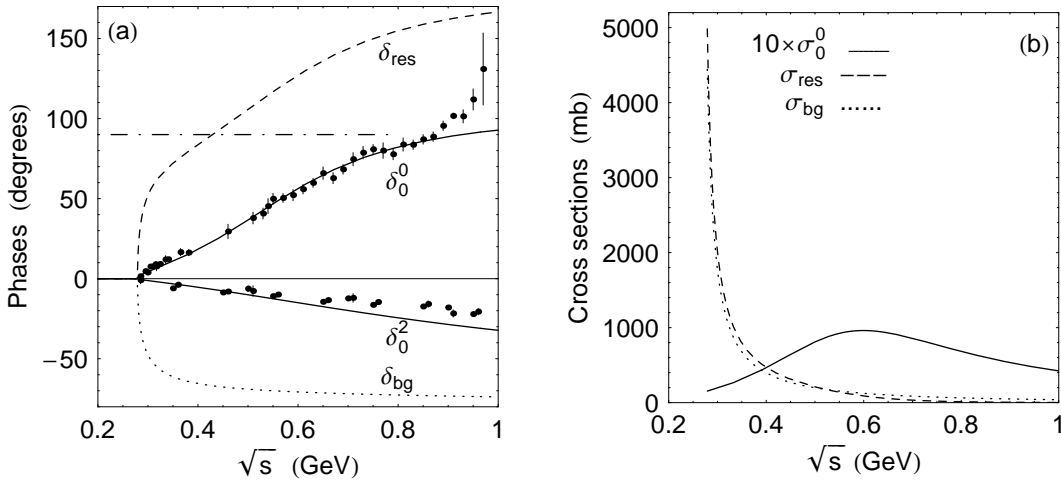 (a)
150
100
50
0
−50
Phases (degrees)
δres
δ⁰₀
δ²₀
δbg
0.2 0.4 0.6 0.8 1
√s (GeV)
(b)
10×σ⁰₀
σres
σbg
5000
4000
3000
2000
1000
0
Cross sections (mb)
0.2 0.4 0.6 0.8 1
√s (GeV)